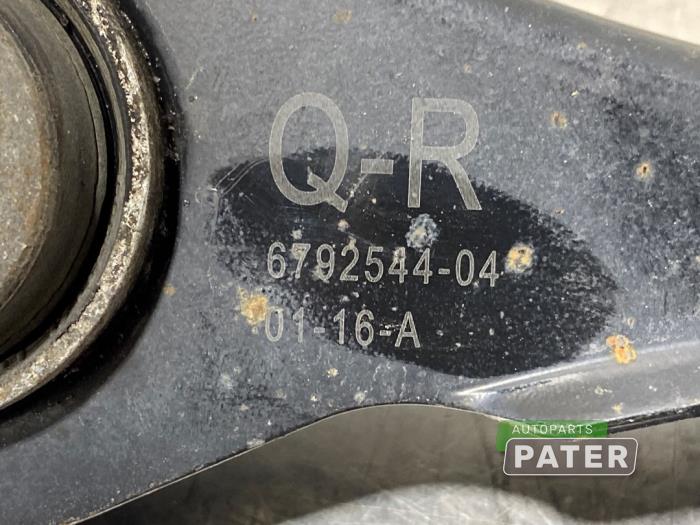 Q-R
6792544-04
01-16-A
AUTOPARTS
PATER